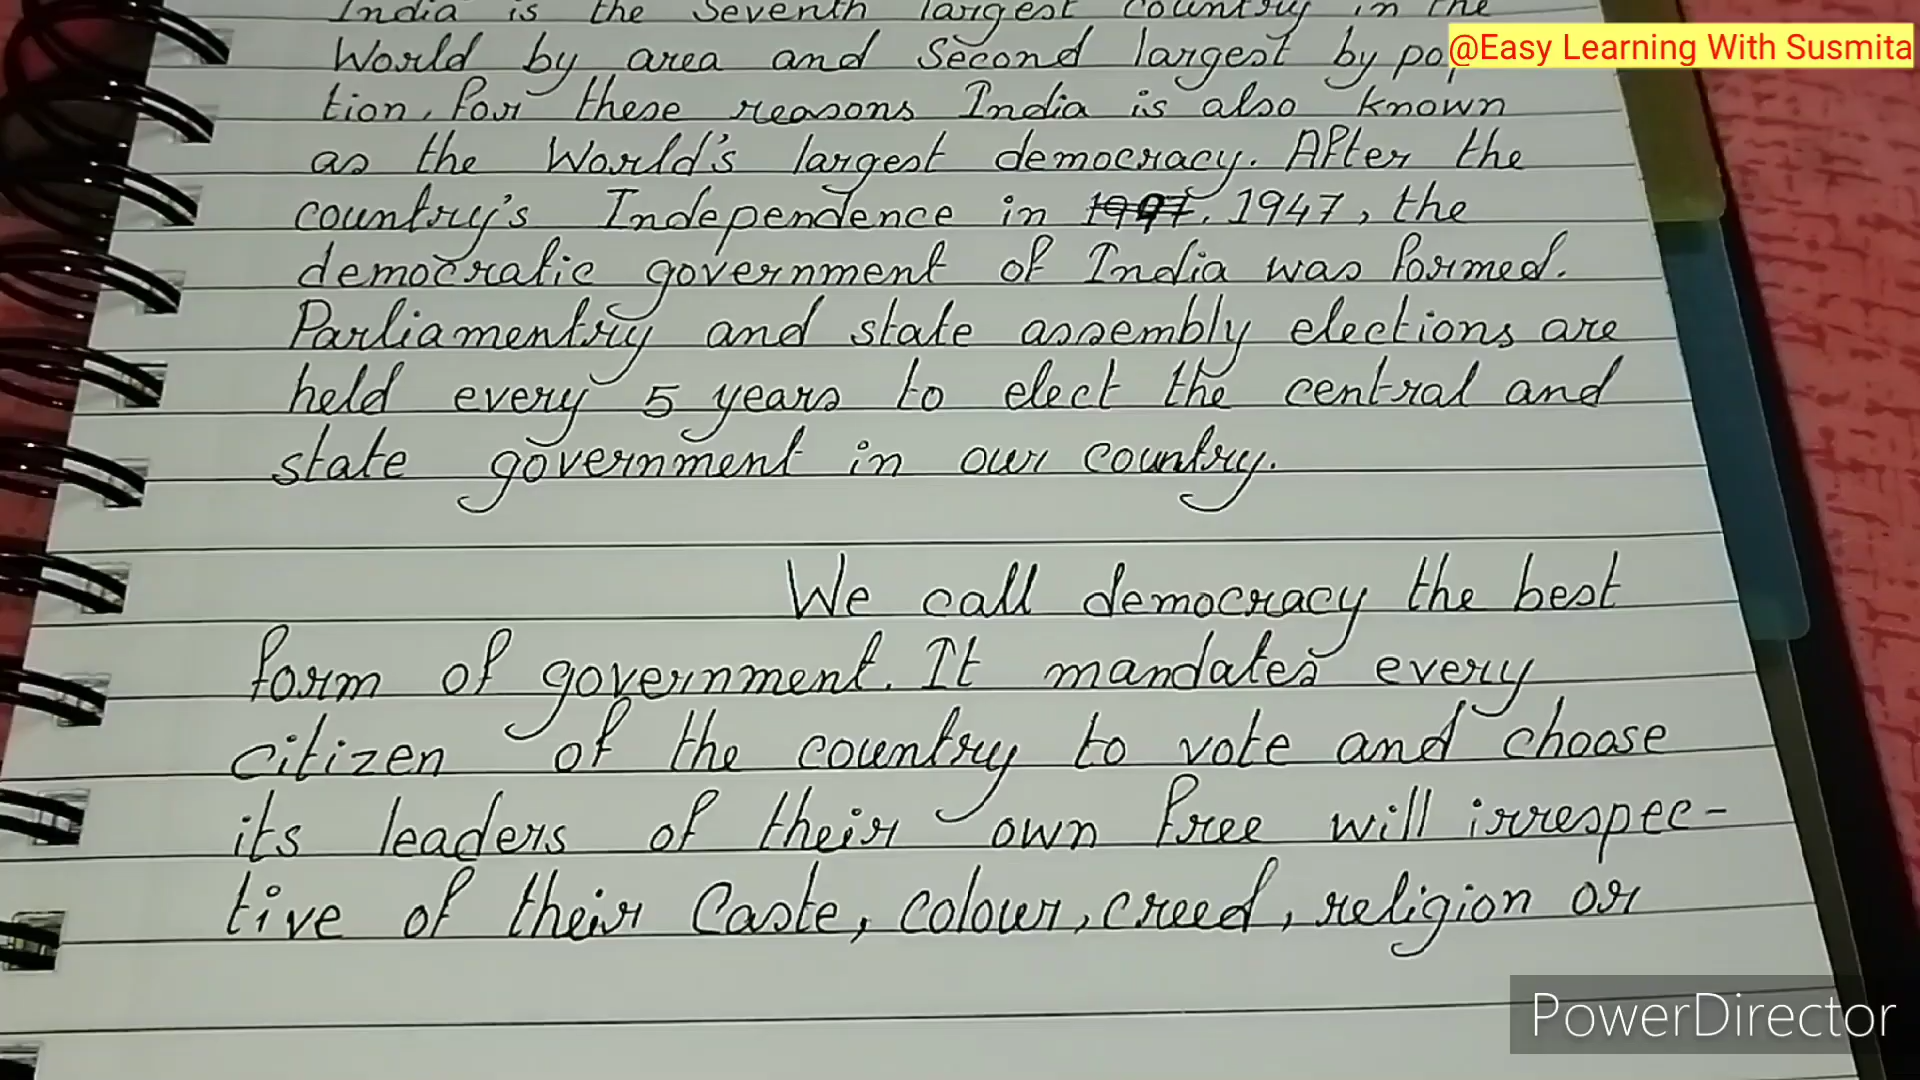 India is the Seventh largest country in the
World by area and Second largest by
@Easy Learning With Susmita
tion. For these reasons India is also known
as the World's largest democracy. After the
country's Independence in 1947, the
democratic government of India was formed.
Parliamentry and state assembly elections are
held every 5 years to elect the central and
state government in our country.
We call democracy the best
form of government. It mandates every
citizen of the country to vote and choose
its leaders of their own free will irrespec-
tive of their Caste, colour, creed, religion or
PowerDirector